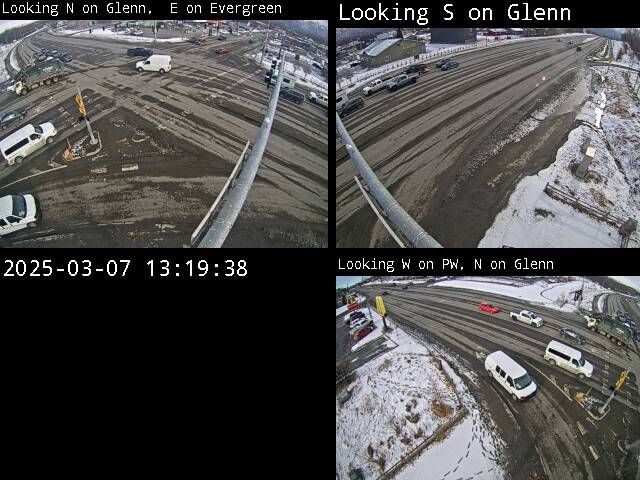 Looking N on Glenn,  E on Evergreen
Looking S on Glenn
2025-03-07 13:19:38
Looking W on PW, N on Glenn